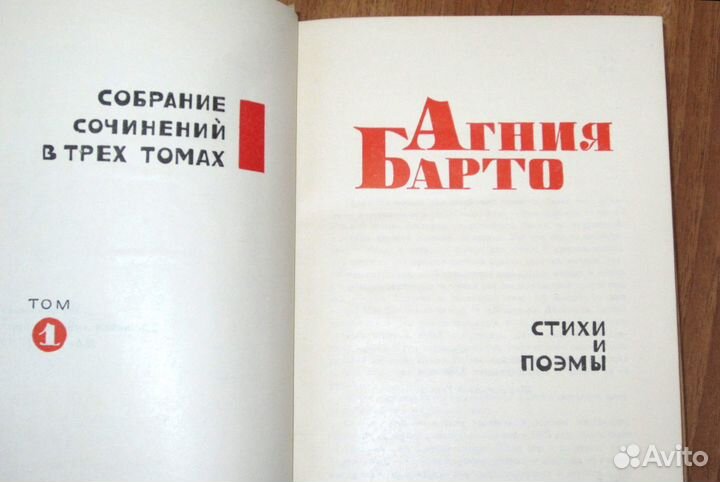 СОБРАНИЕ
СОЧИНЕНИЙ
В ТРЕХ ТОМАХ
ТОМ
1
АГНИЯ
БАРТО
СТИХИ
И
ПОЭМЫ
Avito